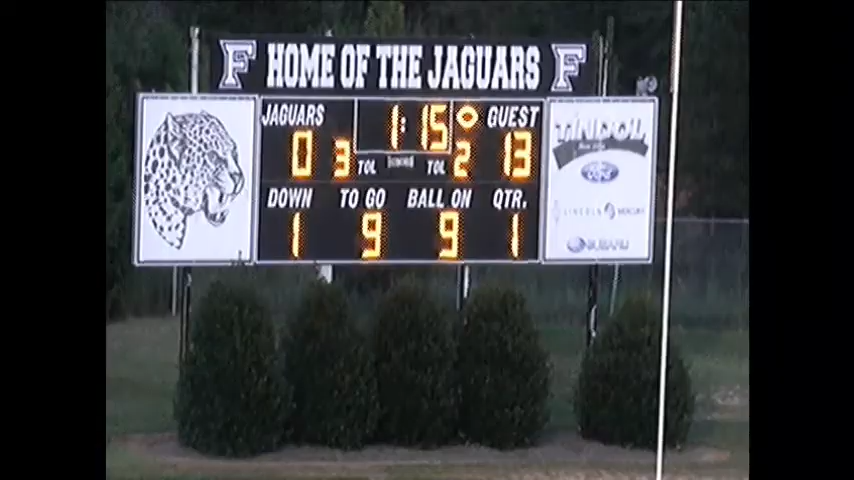 F HOME OF THE JAGUARS F
JAGUARS 1:15 GUEST
0 3 TOL TOL 2 13
DOWN TO GO BALL ON QTR.
1 9 9 1
TINDOL
Ford
LINCOLN MERCURY
SUBARU